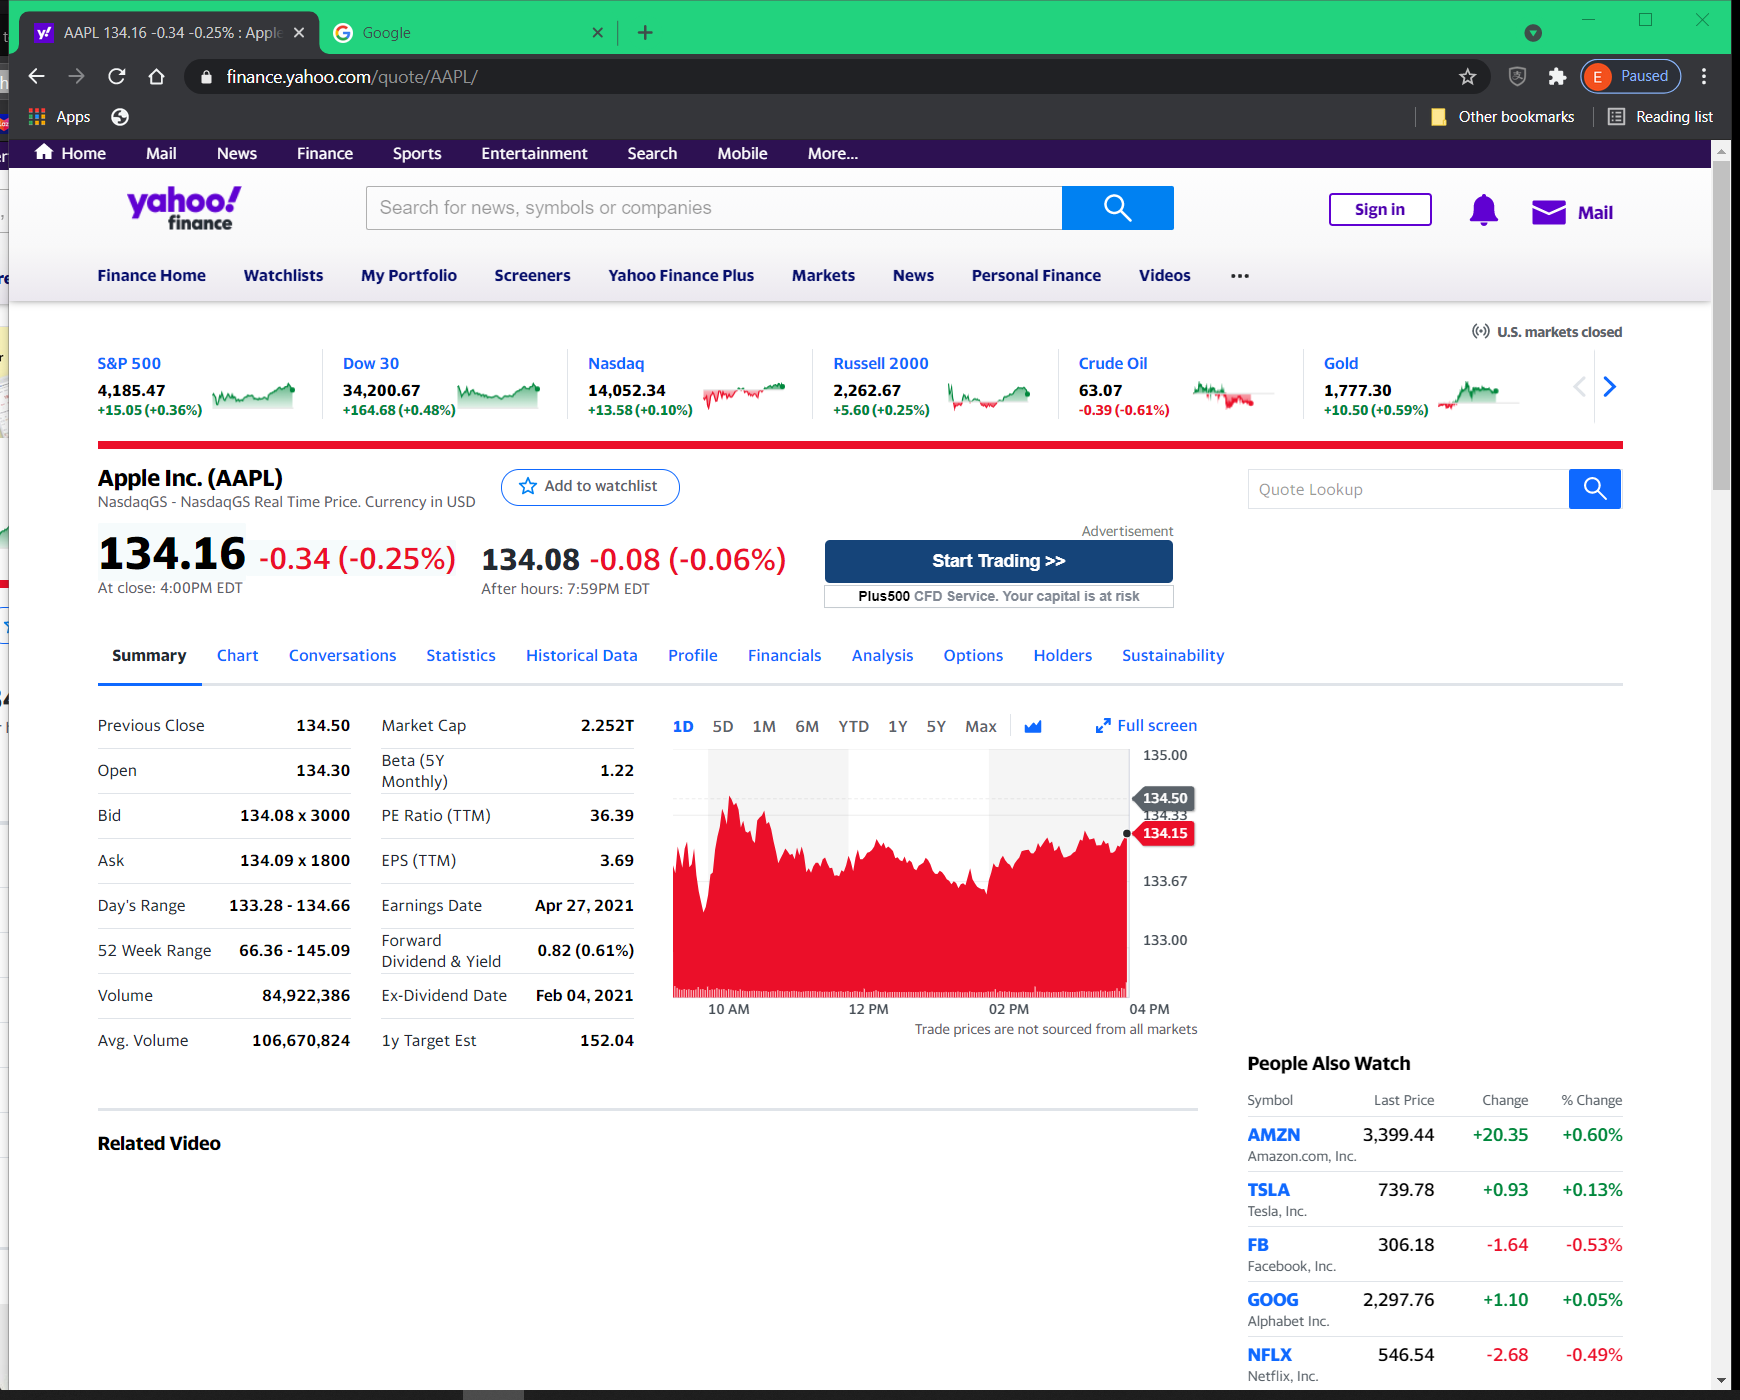 AAPL 134.16 -0.34 -0.25% : Apple
Google
finance.yahoo.com/quote/AAPL/
E Paused
Apps
Other bookmarks
Reading list
Home Mail News Finance Sports Entertainment Search Mobile More...
yahoo!
finance
Search for news, symbols or companies
Sign in
Mail
Finance Home Watchlists My Portfolio Screeners Yahoo Finance Plus Markets News Personal Finance Videos
U.S. markets closed
S&P 500
4,185.47
+15.05 (+0.36%)
Dow 30
34,200.67
+164.68 (+0.48%)
Nasdaq
14,052.34
+13.58 (+0.10%)
Russell 2000
2,262.67
+5.60 (+0.25%)
Crude Oil
63.07
-0.39 (-0.61%)
Gold
1,777.30
+10.50 (+0.59%)
Apple Inc. (AAPL)
NasdaqGS - NasdaqGS Real Time Price. Currency in USD
Add to watchlist
Quote Lookup
134.16 -0.34 (-0.25%)
At close: 4:00PM EDT
134.08 -0.08 (-0.06%)
After hours: 7:59PM EDT
Advertisement
Start Trading >>
Plus500 CFD Service. Your capital is at risk
Summary Chart Conversations Statistics Historical Data Profile Financials Analysis Options Holders Sustainability
Previous Close 134.50
Open 134.30
Bid 134.08 x 3000
Ask 134.09 x 1800
Day's Range 133.28 - 134.66
52 Week Range 66.36 - 145.09
Volume 84,922,386
Avg. Volume 106,670,824
Market Cap 2.252T
Beta (5Y
Monthly) 1.22
PE Ratio (TTM) 36.39
EPS (TTM) 3.69
Earnings Date Apr 27, 2021
Forward
Dividend & Yield 0.82 (0.61%)
Ex-Dividend Date Feb 04, 2021
1y Target Est 152.04
1D 5D 1M 6M YTD 1Y 5Y Max
Full screen
135.00
134.50
134.33
134.15
133.67
133.00
10 AM 12 PM 02 PM 04 PM
Trade prices are not sourced from all markets
Related Video
People Also Watch
Symbol Last Price Change % Change
AMZN 3,399.44 +20.35 +0.60%
Amazon.com, Inc.
TSLA 739.78 +0.93 +0.13%
Tesla, Inc.
FB 306.18 -1.64 -0.53%
Facebook, Inc.
GOOG 2,297.76 +1.10 +0.05%
Alphabet Inc.
NFLX 546.54 -2.68 -0.49%
Netflix, Inc.